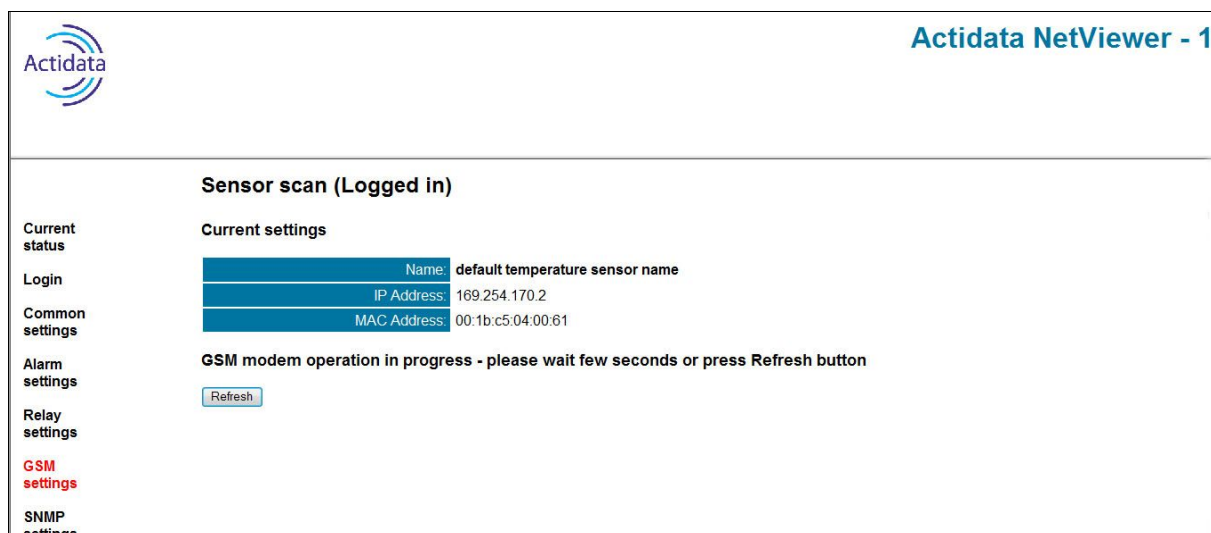 Actidata
Actidata NetViewer - 1
Sensor scan (Logged in)
Current
status
Login
Common
settings
Alarm
settings
Relay
settings
GSM
settings
SNMP
settings
Current settings
Name: default temperature sensor name
IP Address: 169.254.170.2
MAC Address: 00:1b:c5:04:00:61
GSM modem operation in progress - please wait few seconds or press Refresh button
Refresh